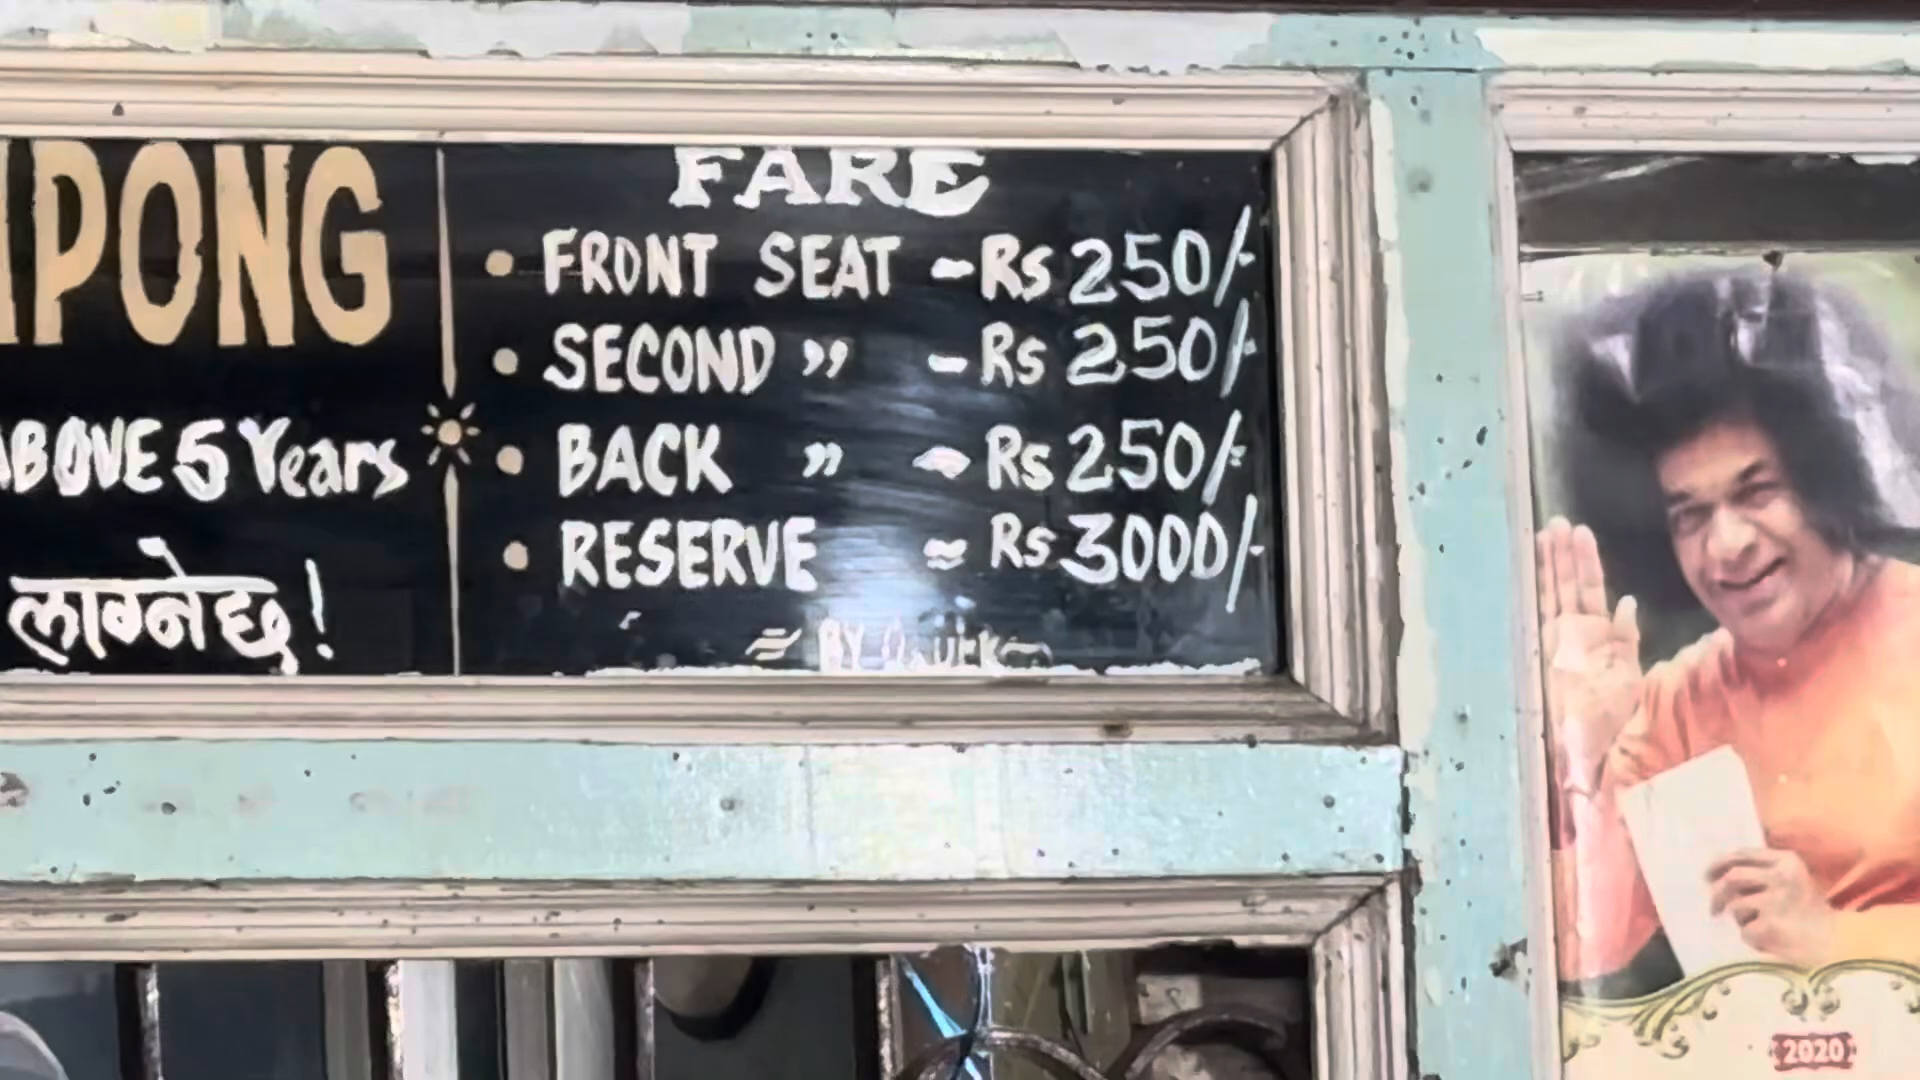 PONG
ABOVE 5 Years
लाग्नेछ!
FARE
• FRONT SEAT - Rs 250/-
• SECOND ,, - Rs 250/-
• BACK ,, - Rs 250/-
• RESERVE = Rs 3000/-
BY
2020